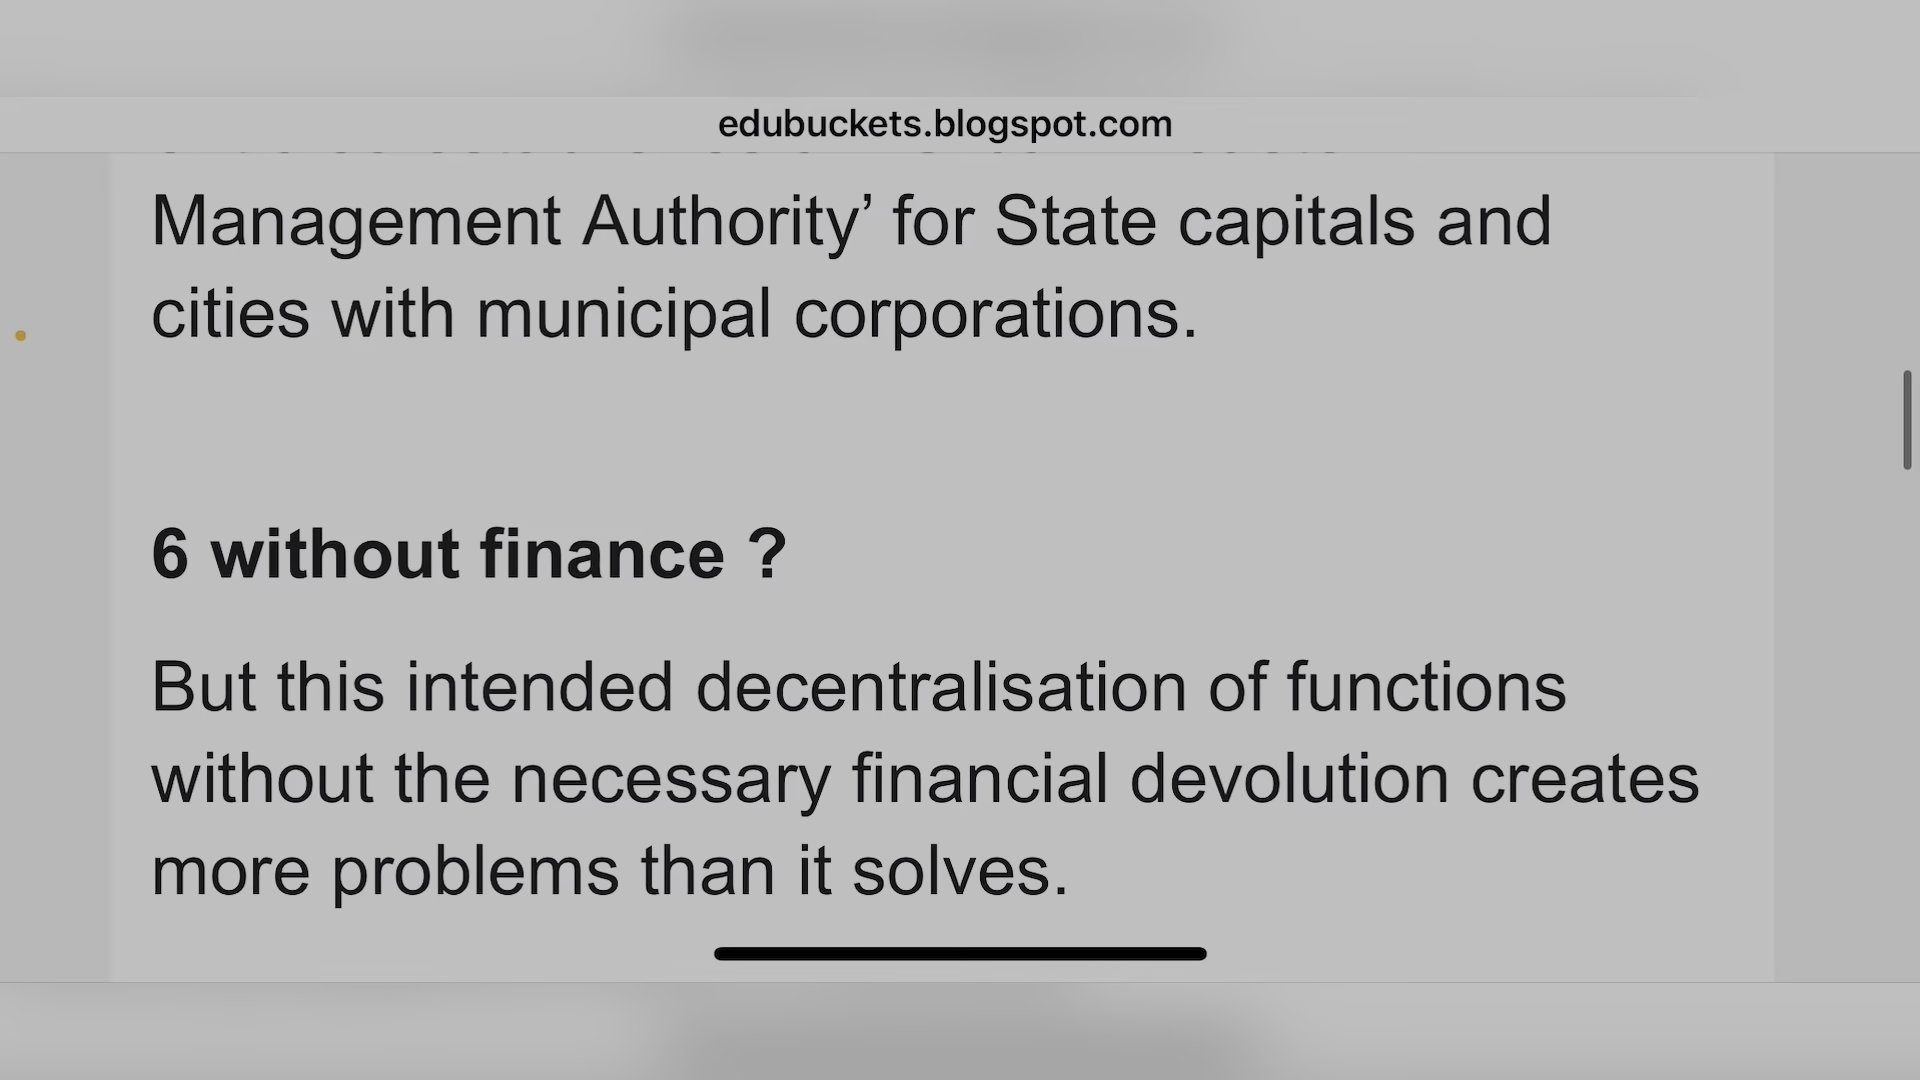 edubuckets.blogspot.com
Management Authority’ for State capitals and
cities with municipal corporations.
6 without finance ?
But this intended decentralisation of functions
without the necessary financial devolution creates
more problems than it solves.